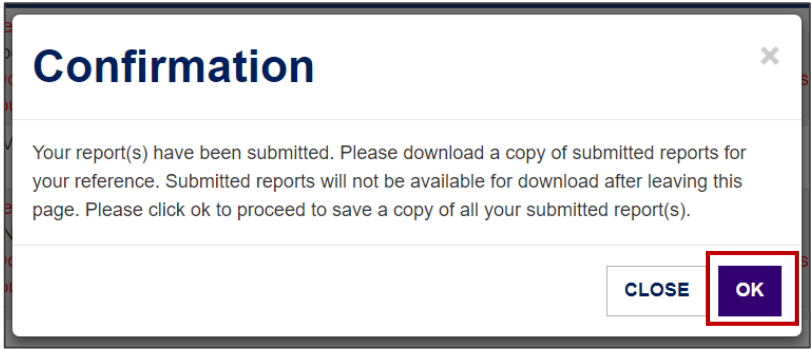 Confirmation
×
Your report(s) have been submitted. Please download a copy of submitted reports for
your reference. Submitted reports will not be available for download after leaving this
page. Please click ok to proceed to save a copy of all your submitted report(s).
CLOSE
OK